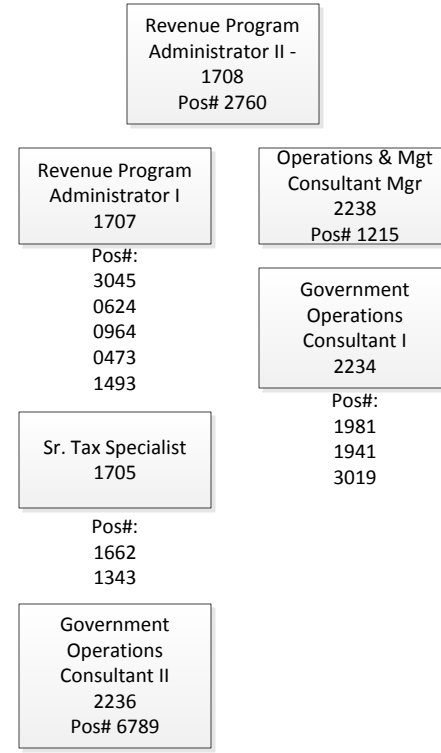 Revenue Program
Administrator II -
1708
Pos# 2760
Revenue Program
Administrator I
1707
Pos#:
3045
0624
0964
0473
1493
Sr. Tax Specialist
1705
Pos#:
1662
1343
Government
Operations
Consultant II
2236
Pos# 6789
Operations & Mgt
Consultant Mgr
2238
Pos# 1215
Government
Operations
Consultant I
2234
Pos#:
1981
1941
3019